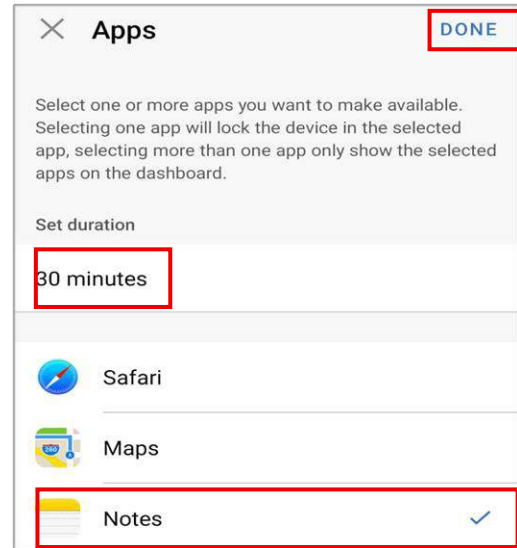 Apps
DONE
Select one or more apps you want to make available.
Selecting one app will lock the device in the selected
app, selecting more than one app only show the selected
apps on the dashboard.
Set duration
30 minutes
Safari
280
Maps
Notes